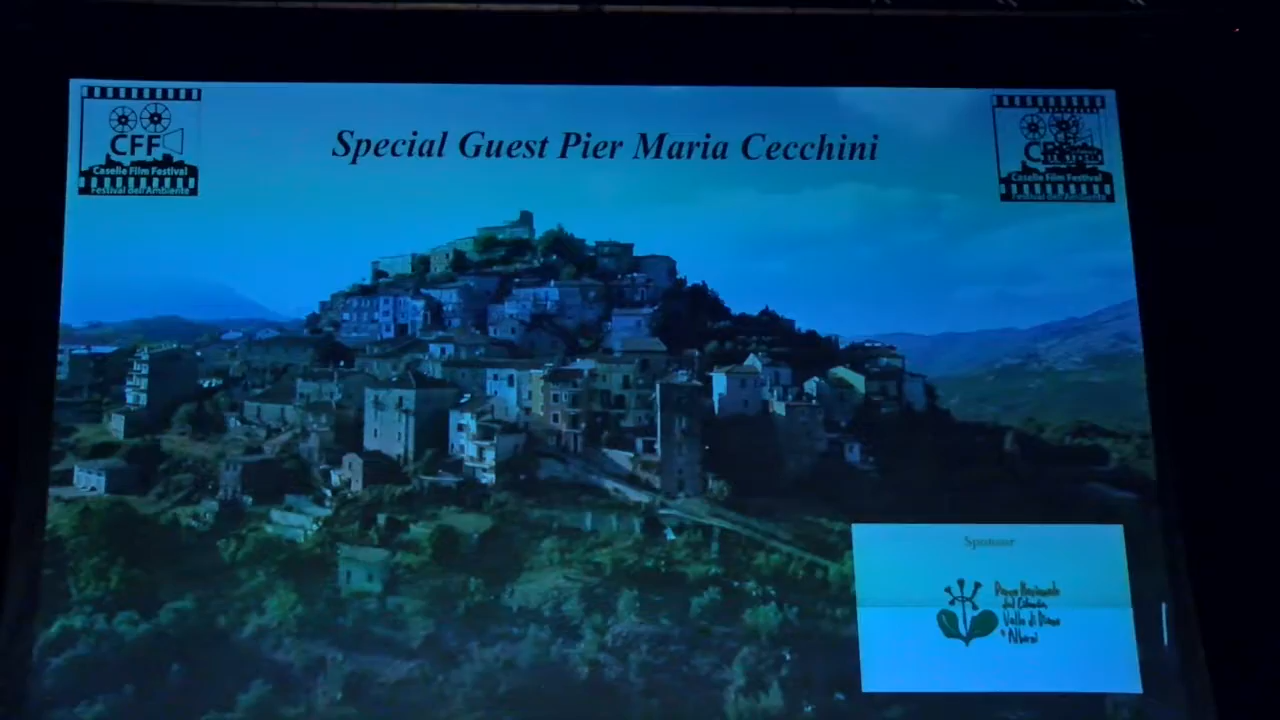 Special Guest Pier Maria Cecchini
CFF
Caselle Film Festival
Festival dell'Ambiente
CFF
Caselle Film Festival
Festival dell'Ambiente
Sponsor
Parco Nazionale
del Cilento,
Vallo di Diano
e Alburni